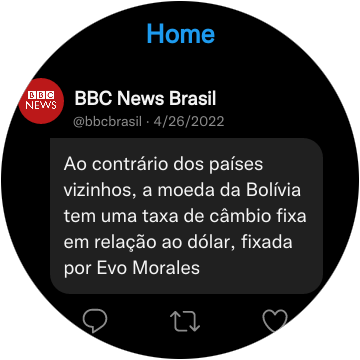 Home
BBC
NEWS
BBC News Brasil
@bbcbrasil · 4/26/2022
Ao contrário dos países
vizinhos, a moeda da Bolívia
tem uma taxa de câmbio fixa
em relação ao dólar, fixada
por Evo Morales